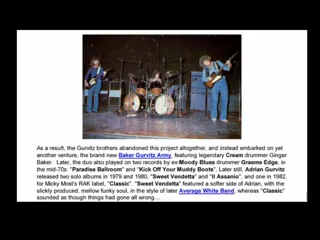 As a result, the Gurvitz brothers abandoned this project altogether, and instead embarked on yet
another venture, the brand new Baker Gurvitz Army, featuring legendary Cream drummer Ginger
Baker. Later, the duo also played on two records by ex-Moody Blues drummer Graeme Edge, in
the mid-70s: "Paradise Ballroom" and "Kick Off Your Muddy Boots". Later still, Adrian Gurvitz
released two solo albums in 1979 and 1980, "Sweet Vendetta" and "Il Assanio", and one in 1982,
for Micky Most's RAK label, "Classic". "Sweet Vendetta" featured a softer side of Adrian, with the
slickly produced, mellow funky soul, in the style of later Average White Band, whereas "Classic"
sounded as though things had gone all wrong....